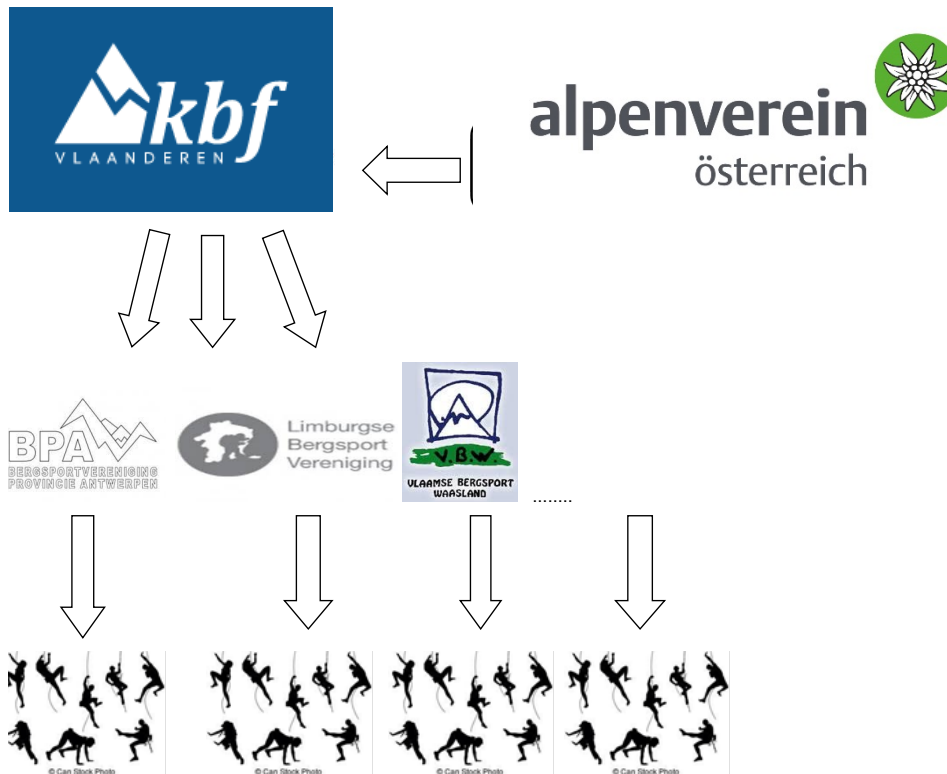 kbf
VLAANDEREN
alpenverein
österreich
BPA
BERGSPORTVERENIGING
PROVINCIE ANTWERPEN
Limburgse
Bergsport
Vereniging
V.B.W.
VLAAMSE BERGSPORT
WAASLAND
........
© Can Stock Photo
© Can Stock Photo
© Can Stock Photo
© Can Stock Photo